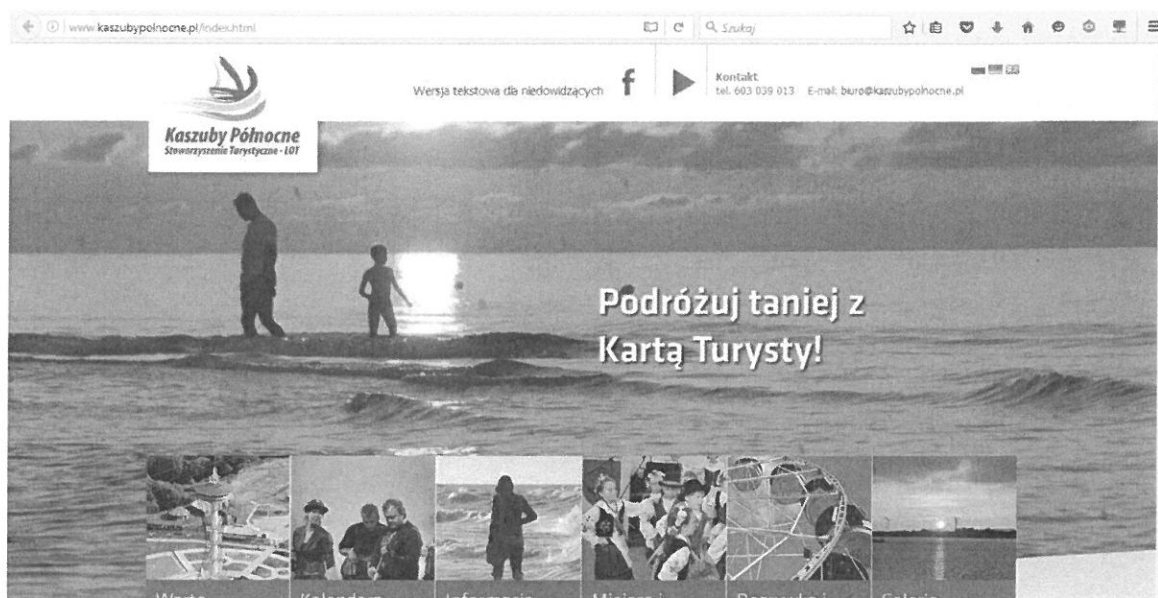 www.kaszubypolnocne.pl/index.html
Szukaj
Wersja tekstowa dla niedowidzących
f
Kontakt
tel. 603 039 013 E-mail: biuro@kaszubypolnocne.pl
Kaszuby Północne
Stowarzyszenie Turystyczne - LOT
Podróżuj taniej z
Kartą Turysty!